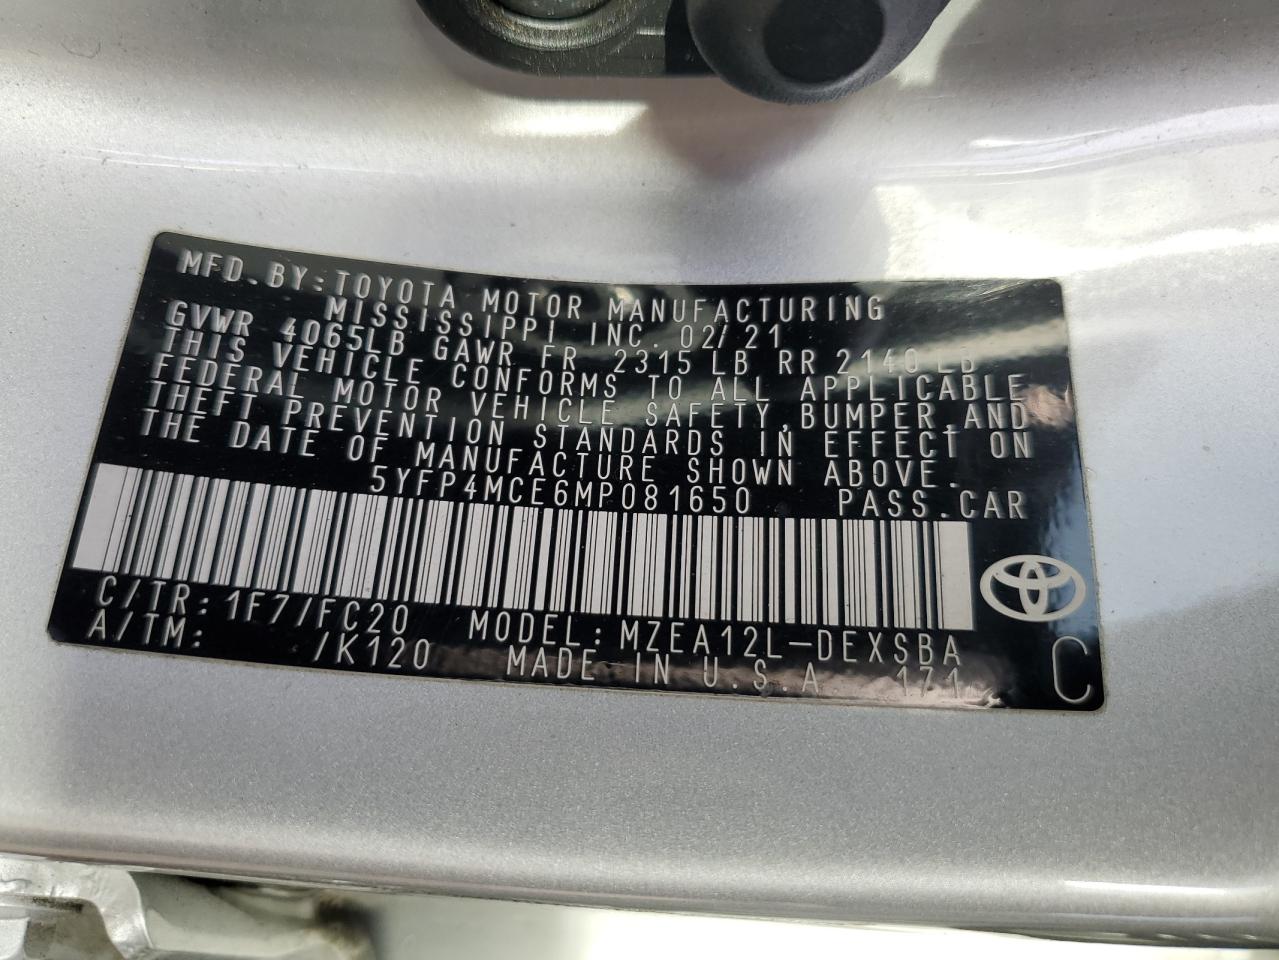 MFD.BY:TOYOTA MOTOR MANUFACTURING
MISSISSIPPI INC. 02/21
GVWR 4065LB GAWR FR 2315 LB RR 2140 LB
THIS VEHICLE CONFORMS TO ALL APPLICABLE
FEDERAL MOTOR VEHICLE SAFETY,BUMPER,AND
THEFT PREVENTION STANDARDS IN EFFECT ON
THE DATE OF MANUFACTURE SHOWN ABOVE.
5YFP4MCE6MP081650 PASS.CAR
C/TR: 1F7/FC20 MODEL:MZEA12L-DEXSBA
A/TM: /K120 MADE IN U.S.A. 171 C